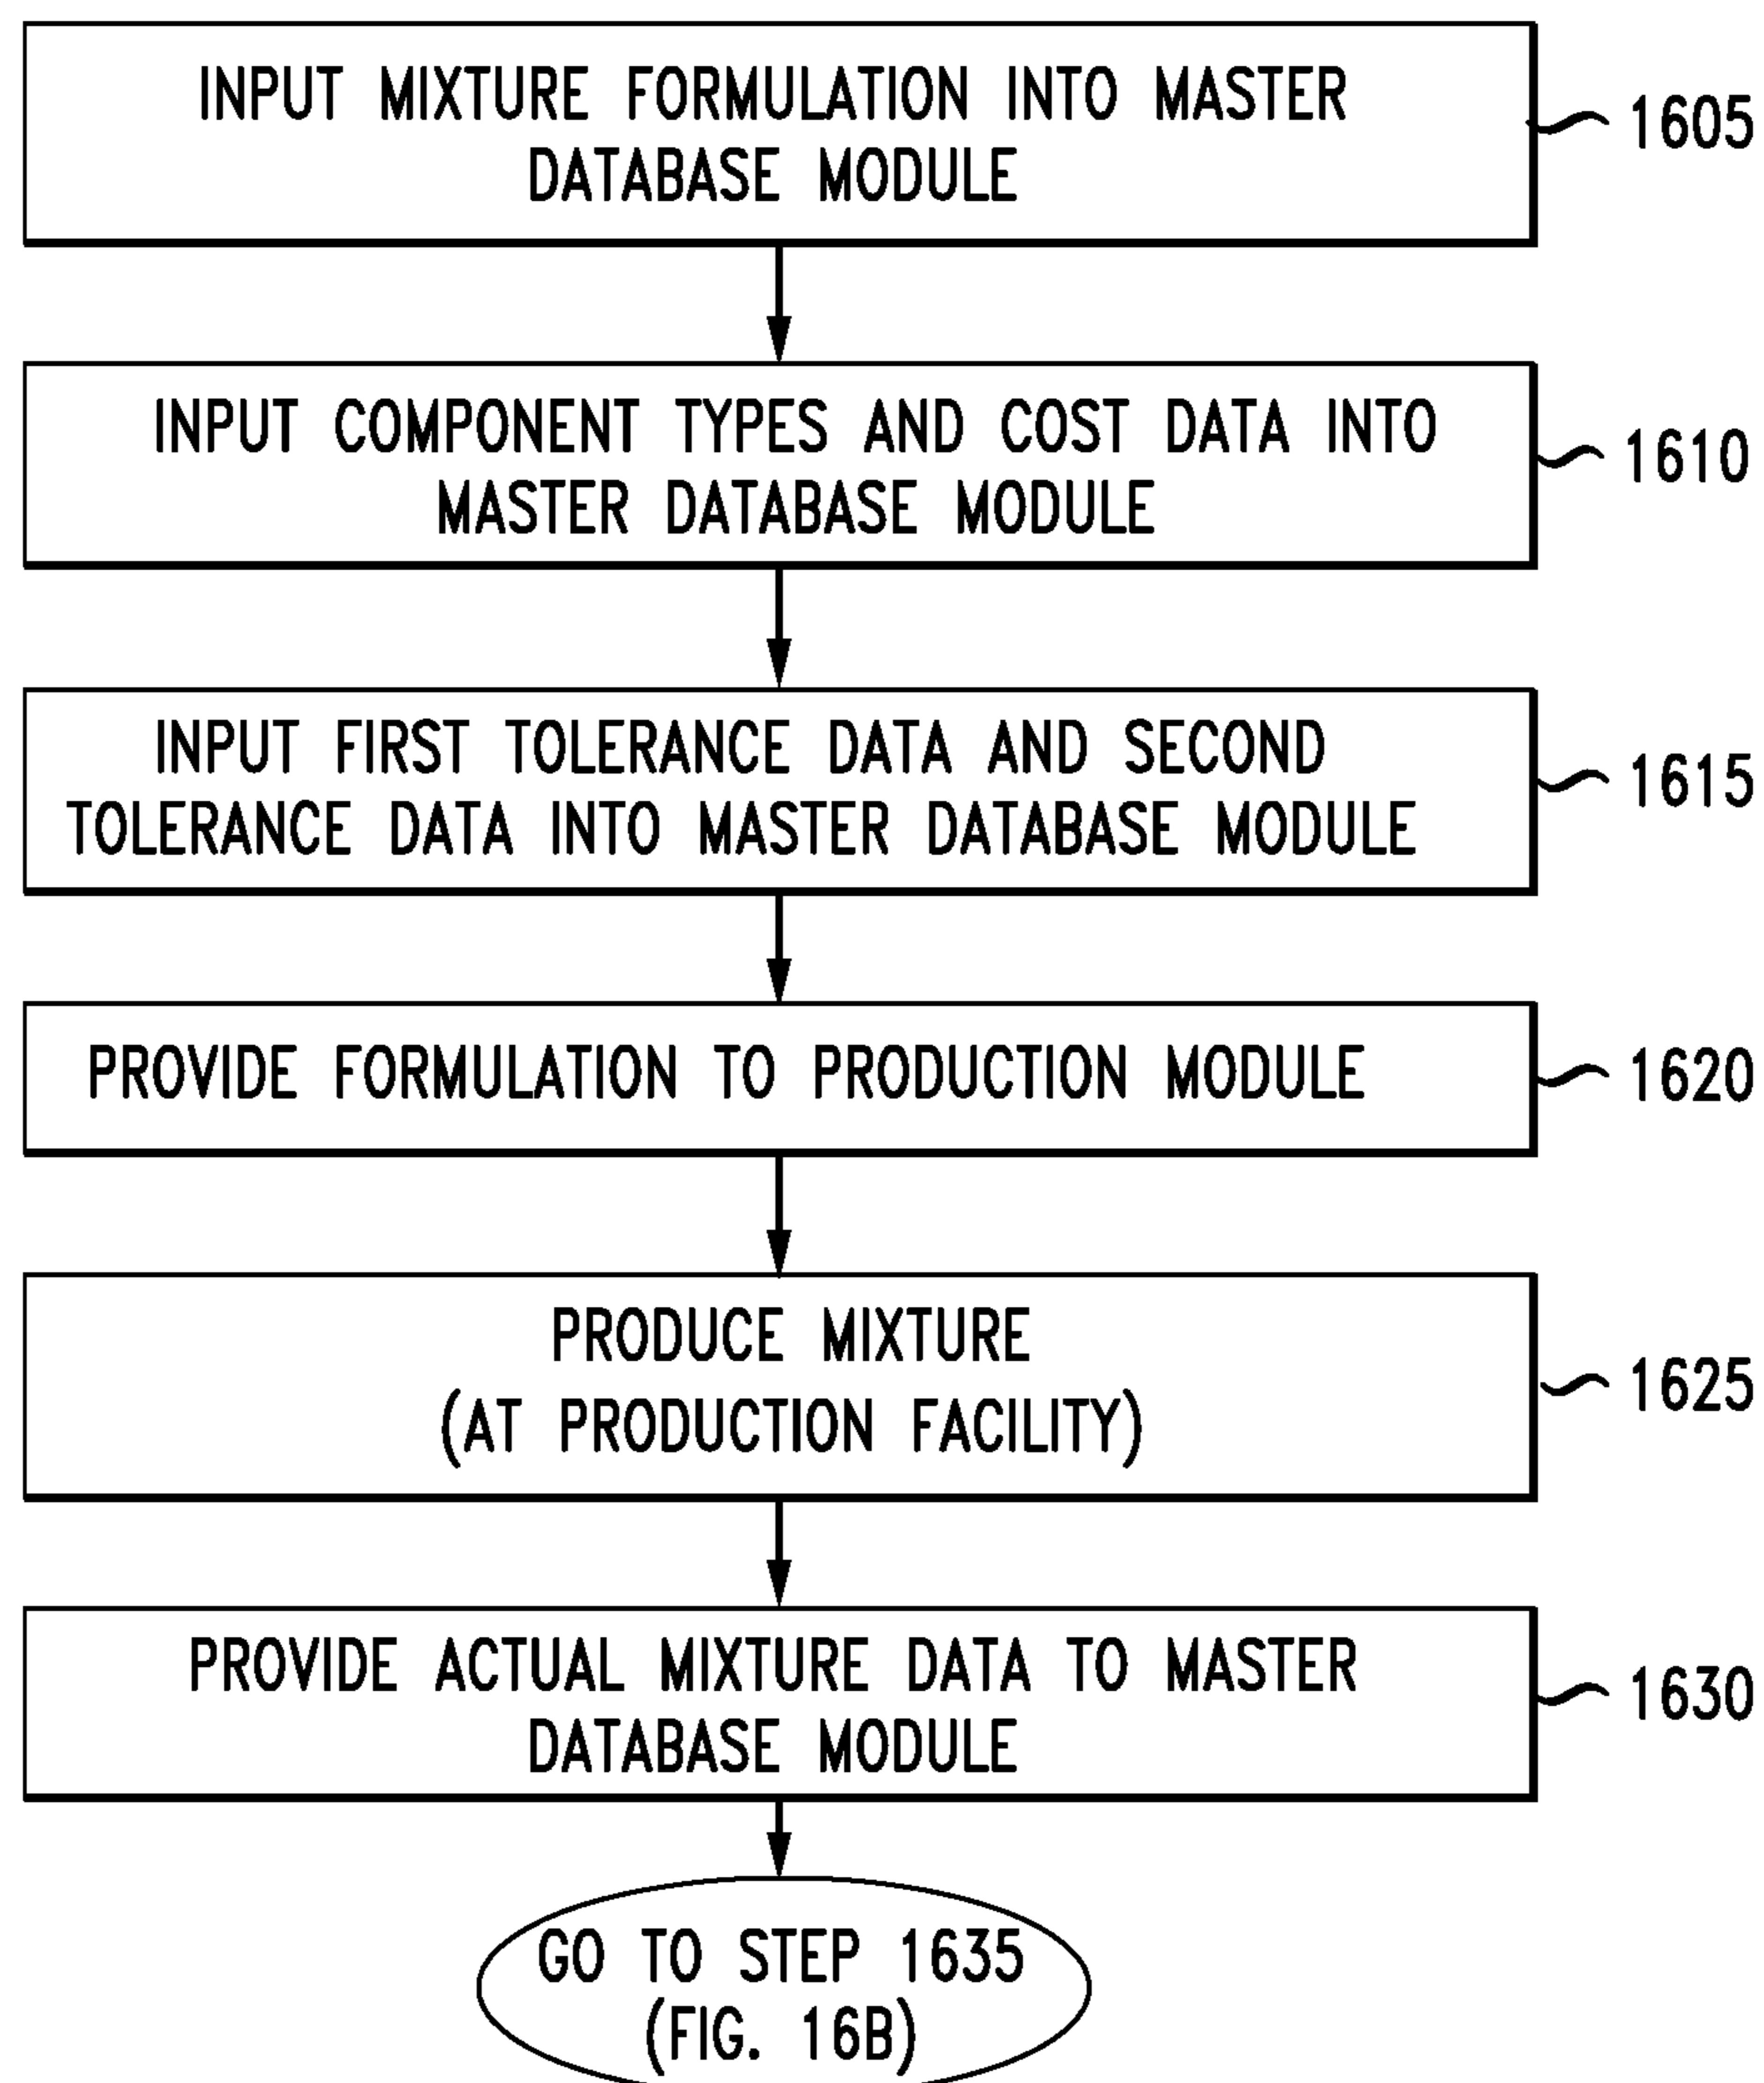 INPUT MIXTURE FORMULATION INTO MASTER
DATABASE MODULE
1605
INPUT COMPONENT TYPES AND COST DATA INTO
MASTER DATABASE MODULE
1610
INPUT FIRST TOLERANCE DATA AND SECOND
TOLERANCE DATA INTO MASTER DATABASE MODULE
1615
PROVIDE FORMULATION TO PRODUCTION MODULE
1620
PRODUCE MIXTURE
(AT PRODUCTION FACILITY)
1625
PROVIDE ACTUAL MIXTURE DATA TO MASTER
DATABASE MODULE
1630
GO TO STEP 1635
(FIG. 16B)